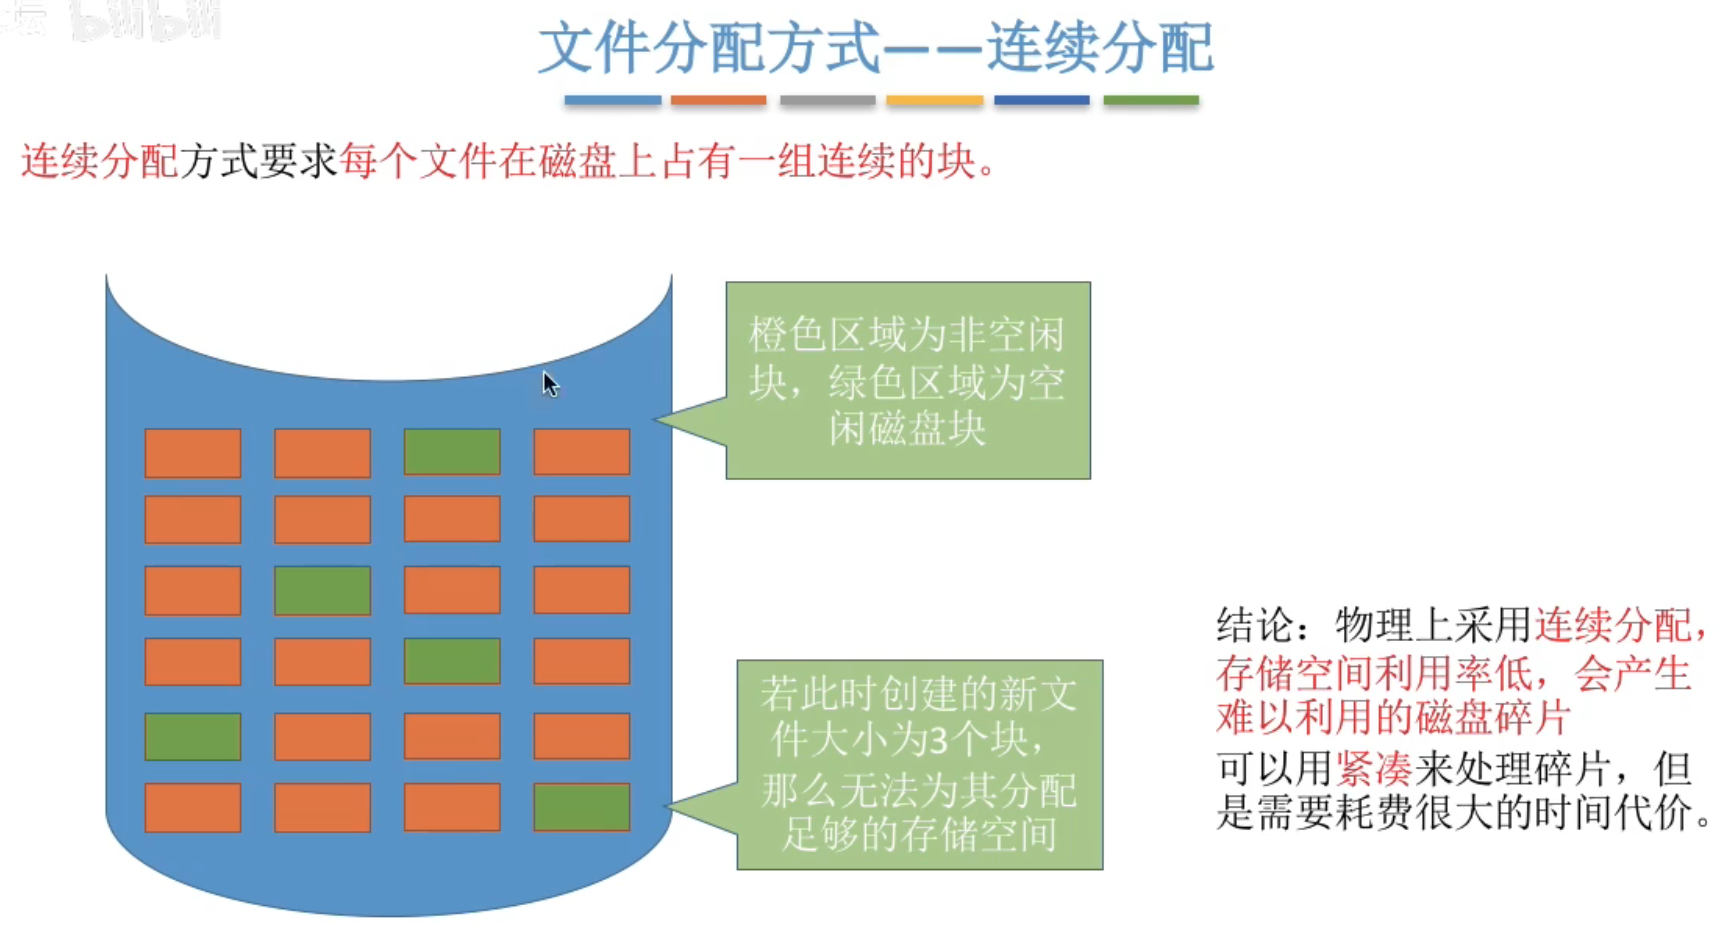 坛 bilibili
文件分配方式——连续分配
连续分配方式要求每个文件在磁盘上占有一组连续的块。
橙色区域为非空闲
块，绿色区域为空
闲磁盘块
若此时创建的新文
件大小为3个块，
那么无法为其分配
足够的存储空间
结论：物理上采用连续分配，
存储空间利用率低，会产生
难以利用的磁盘碎片
可以用紧凑来处理碎片，但
是需要耗费很大的时间代价。